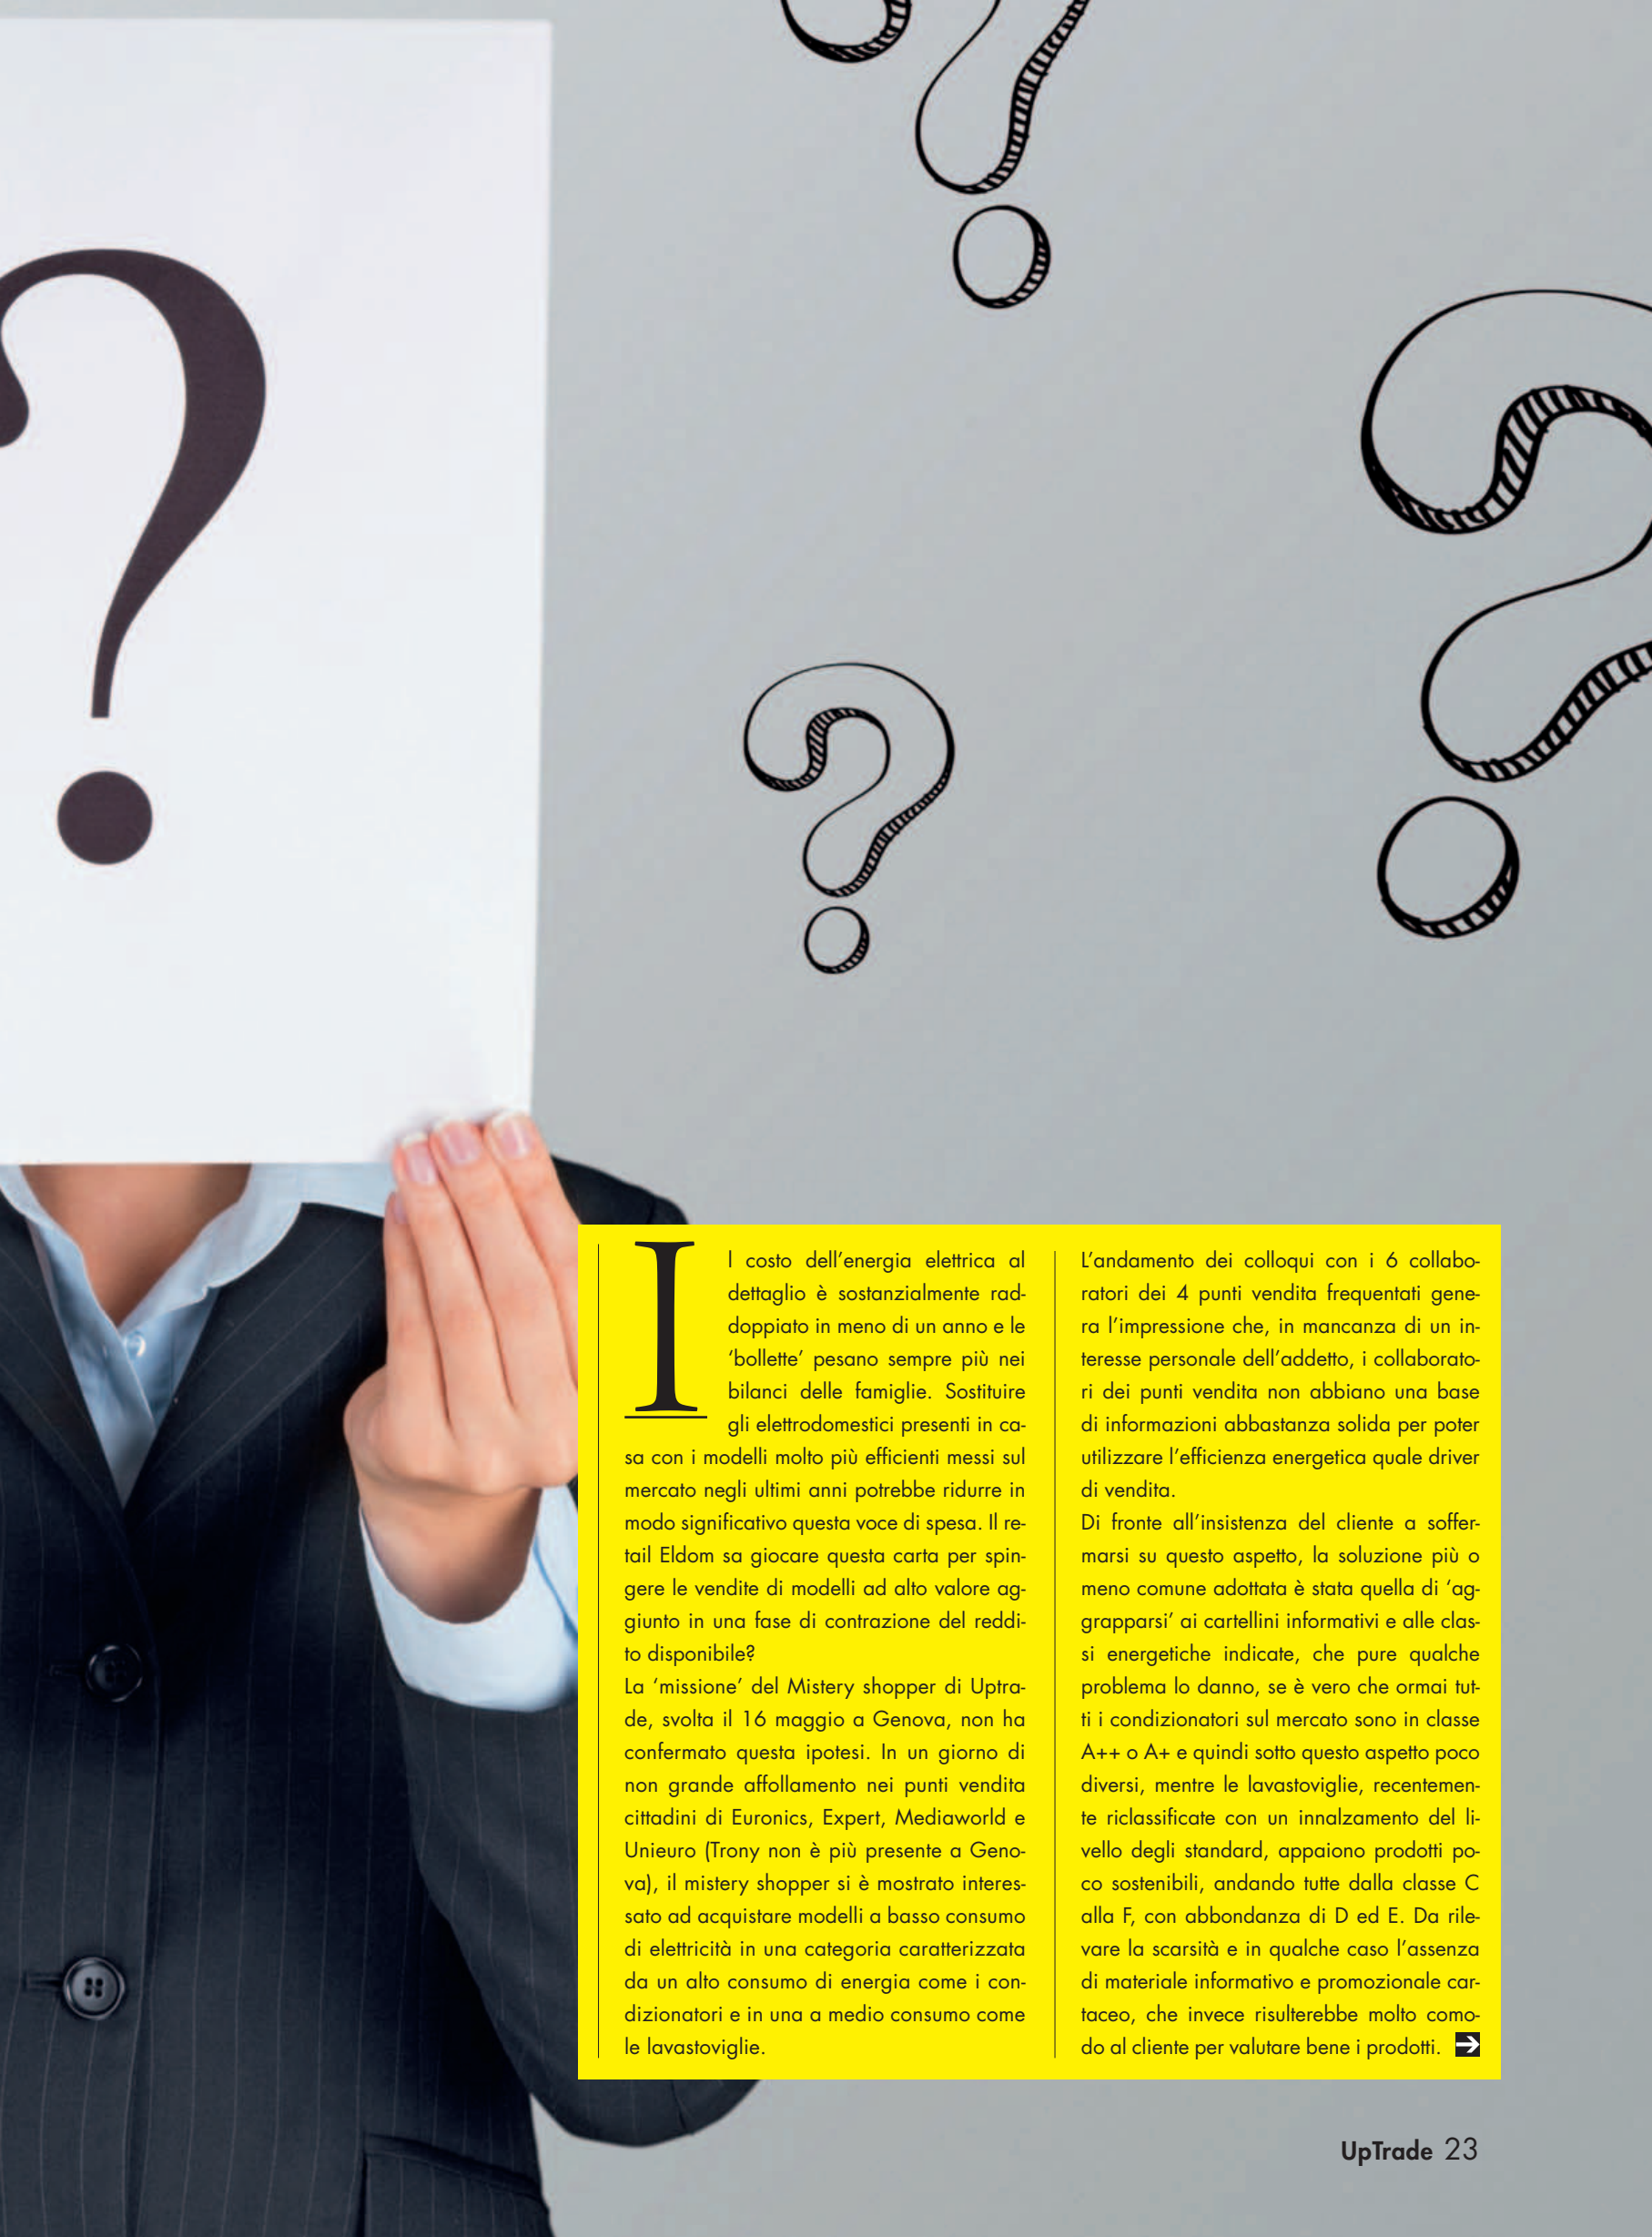 ?
Il costo dell'energia elettrica al
dettaglio è sostanzialmente rad-
doppiato in meno di un anno e le
'bollette' pesano sempre più nei
bilanci delle famiglie. Sostituire
gli elettrodomestici presenti in ca-
sa con i modelli molto più efficienti messi sul
mercato negli ultimi anni potrebbe ridurre in
modo significativo questa voce di spesa. Il re-
tail Eldom sa giocare questa carta per spin-
gere le vendite di modelli ad alto valore ag-
giunto in una fase di contrazione del reddi-
to disponibile?
La 'missione' del Mistery shopper di Uptra-
de, svolta il 16 maggio a Genova, non ha
confermato questa ipotesi. In un giorno di
non grande affollamento nei punti vendita
cittadini di Euronics, Expert, Mediaworld e
Unieuro (Trony non è più presente a Geno-
va), il mistery shopper si è mostrato interes-
sato ad acquistare modelli a basso consumo
di elettricità in una categoria caratterizzata
da un alto consumo di energia come i con-
dizionatori e in una a medio consumo come
le lavastoviglie.
L'andamento dei colloqui con i 6 collabo-
ratori dei 4 punti vendita frequentati gene-
ra l'impressione che, in mancanza di un in-
teresse personale dell'addetto, i collaborato-
ri dei punti vendita non abbiano una base
di informazioni abbastanza solida per poter
utilizzare l'efficienza energetica quale driver
di vendita.
Di fronte all'insistenza del cliente a soffer-
marsi su questo aspetto, la soluzione più o
meno comune adottata è stata quella di 'ag-
grapparsi' ai cartellini informativi e alle clas-
si energetiche indicate, che pure qualche
problema lo danno, se è vero che ormai tut-
ti i condizionatori sul mercato sono in classe
A++ o A+ e quindi sotto questo aspetto poco
diversi, mentre le lavastoviglie, recentemen-
te riclassificate con un innalzamento del li-
vello degli standard, appaiono prodotti po-
co sostenibili, andando tutte dalla classe C
alla F, con abbondanza di D ed E. Da rile-
vare la scarsità e in qualche caso l'assenza
di materiale informativo e promozionale car-
taceo, che invece risulterebbe molto como-
do al cliente per valutare bene i prodotti.
UpTrade 23